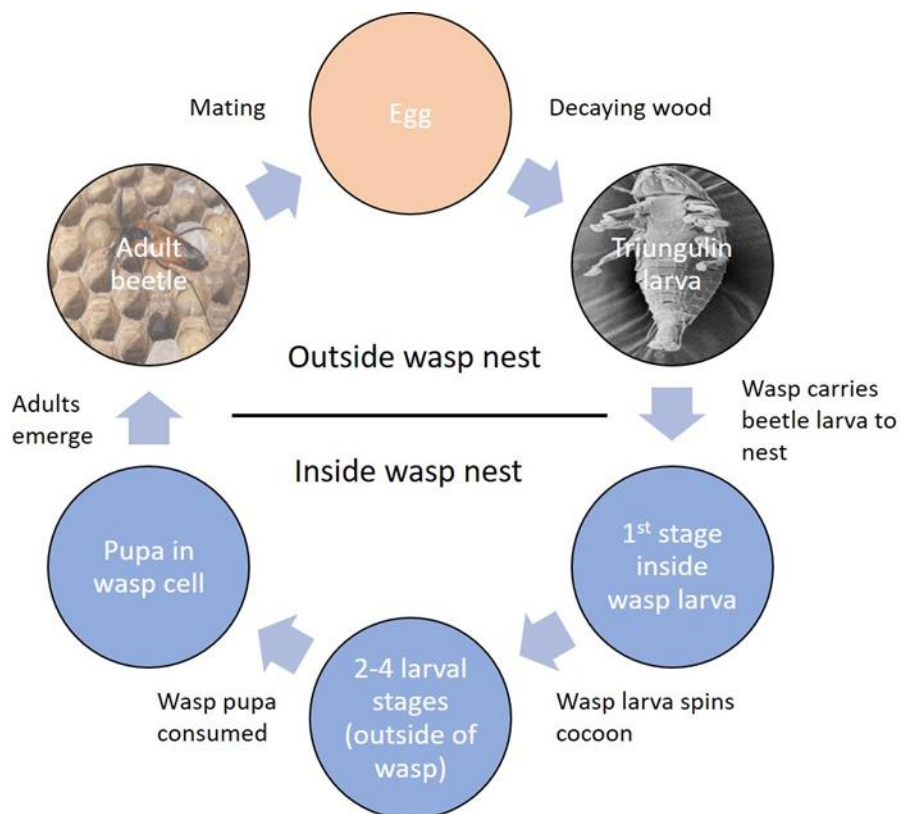 Egg
Mating
Decaying wood
Adult
beetle
Triungulin
larva
Outside wasp nest
Adults
emerge
Wasp carries
beetle larva to
nest
Inside wasp nest
Pupa in
wasp cell
1st stage
inside
wasp larva
2-4 larval
stages
(outside of
wasp)
Wasp pupa
consumed
Wasp larva spins
cocoon